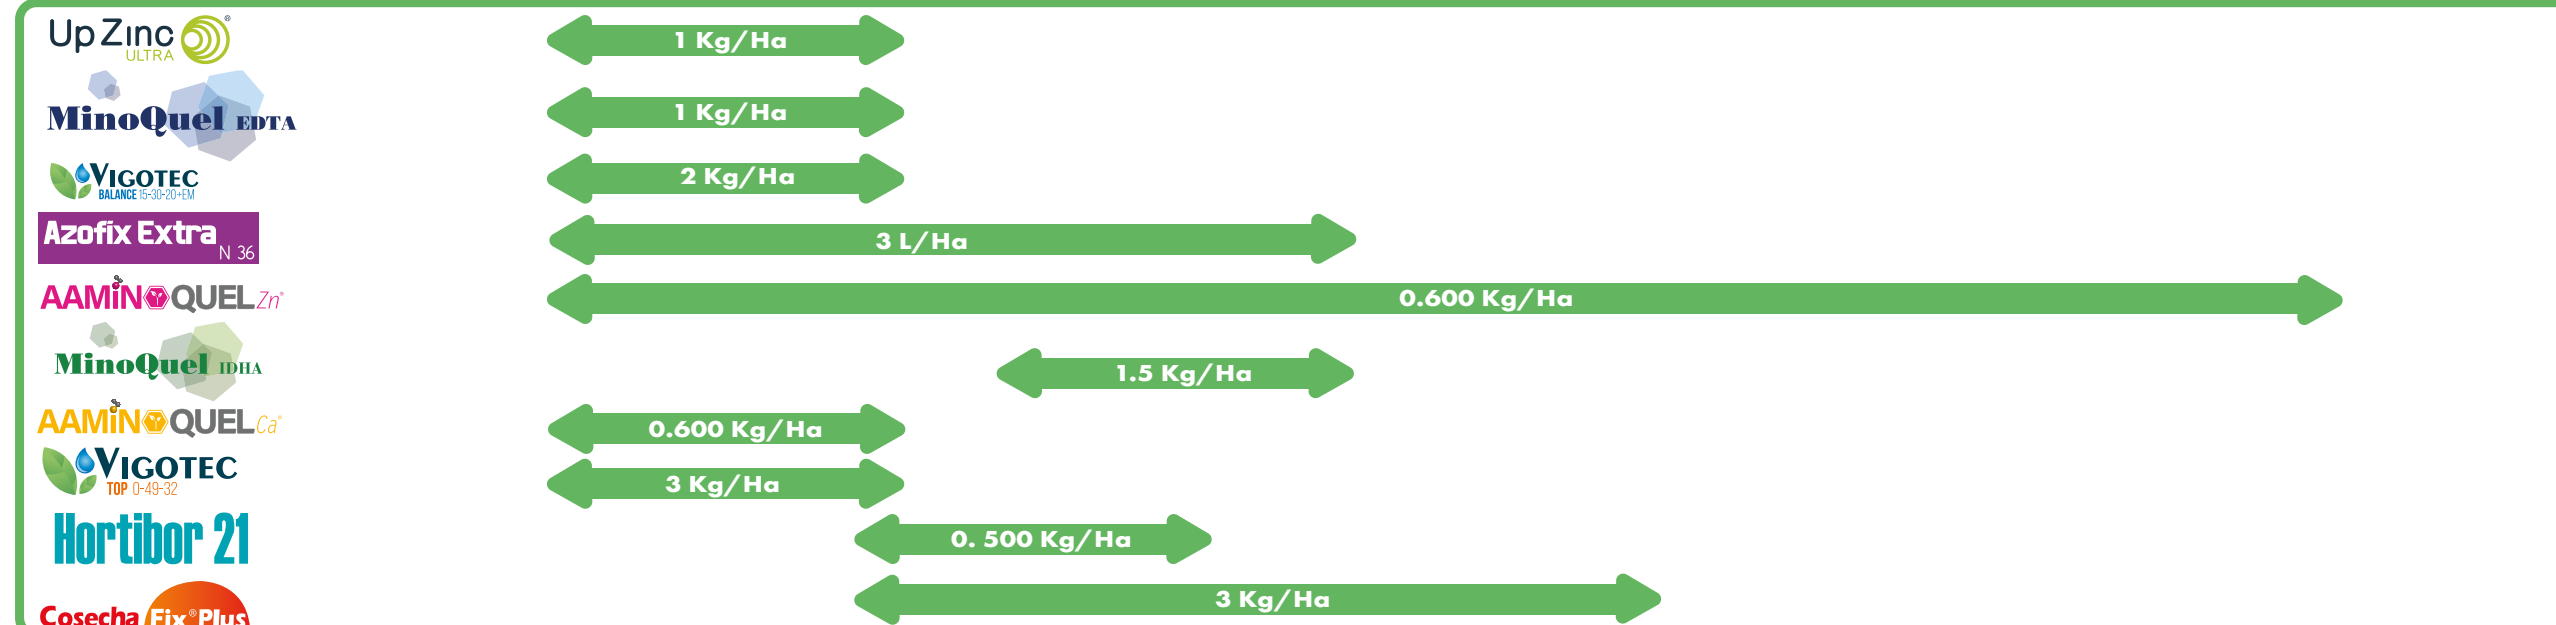 Up Zinc ®
ULTRA
1 Kg/Ha
MinoQuel EDTA
1 Kg/Ha
VIGOTEC
BALANCE 15-30-20+EM
2 Kg/Ha
Azofix Extra
N 36
3 L/Ha
AAMINOQUEL Zn®
0.600 Kg/Ha
MinoQuel IDHA
1.5 Kg/Ha
AAMINOQUEL Ca®
0.600 Kg/Ha
VIGOTEC
TOP 0-49-32
3 Kg/Ha
Hortibor 21
0. 500 Kg/Ha
Cosecha Fix®Plus
3 Kg/Ha